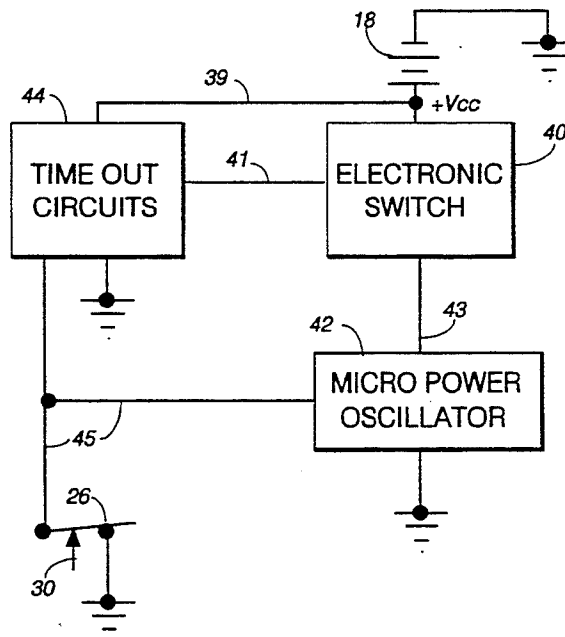 18
39
44
+Vcc
40
TIME OUT
CIRCUITS
41
ELECTRONIC
SWITCH
42
43
MICRO POWER
OSCILLATOR
45
26
30